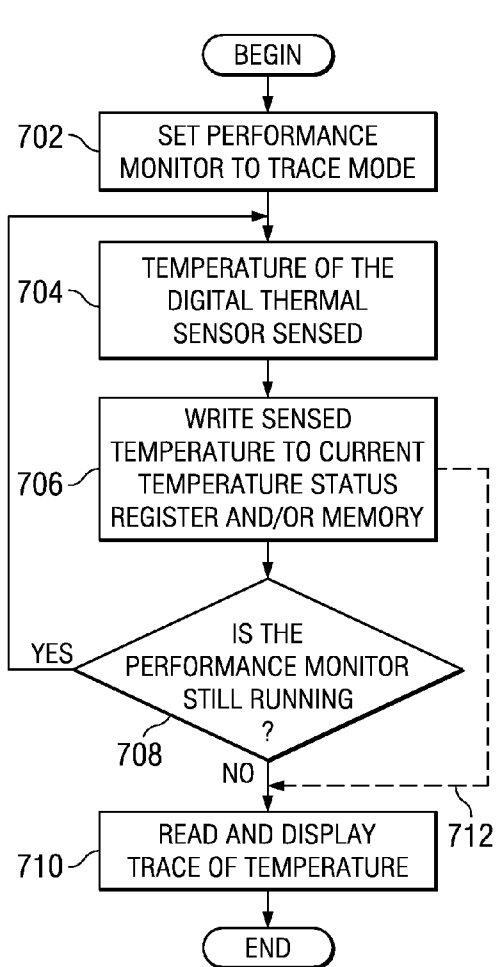 BEGIN
702
SET PERFORMANCE
MONITOR TO TRACE MODE
704
TEMPERATURE OF THE
DIGITAL THERMAL
SENSOR SENSED
706
WRITE SENSED
TEMPERATURE TO CURRENT
TEMPERATURE STATUS
REGISTER AND/OR MEMORY
YES
IS THE
PERFORMANCE MONITOR
STILL RUNNING
?
708
NO
712
710
READ AND DISPLAY
TRACE OF TEMPERATURE
END